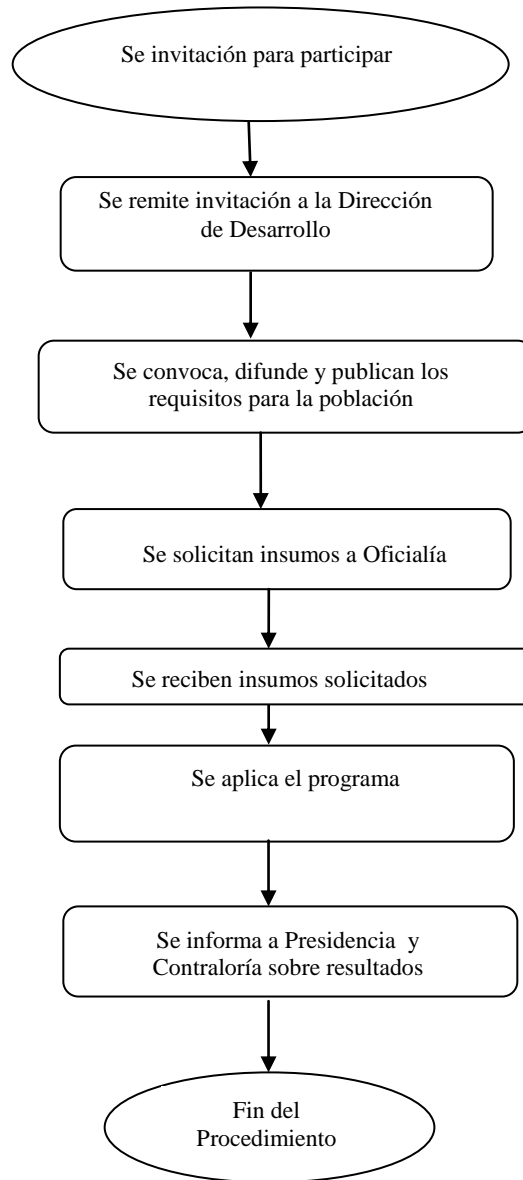 Se invitación para participar
Se remite invitación a la Dirección
de Desarrollo
Se convoca, difunde y publican los
requisitos para la población
Se solicitan insumos a Oficialía
Se reciben insumos solicitados
Se aplica el programa
Se informa a Presidencia y
Contraloría sobre resultados
Fin del
Procedimiento